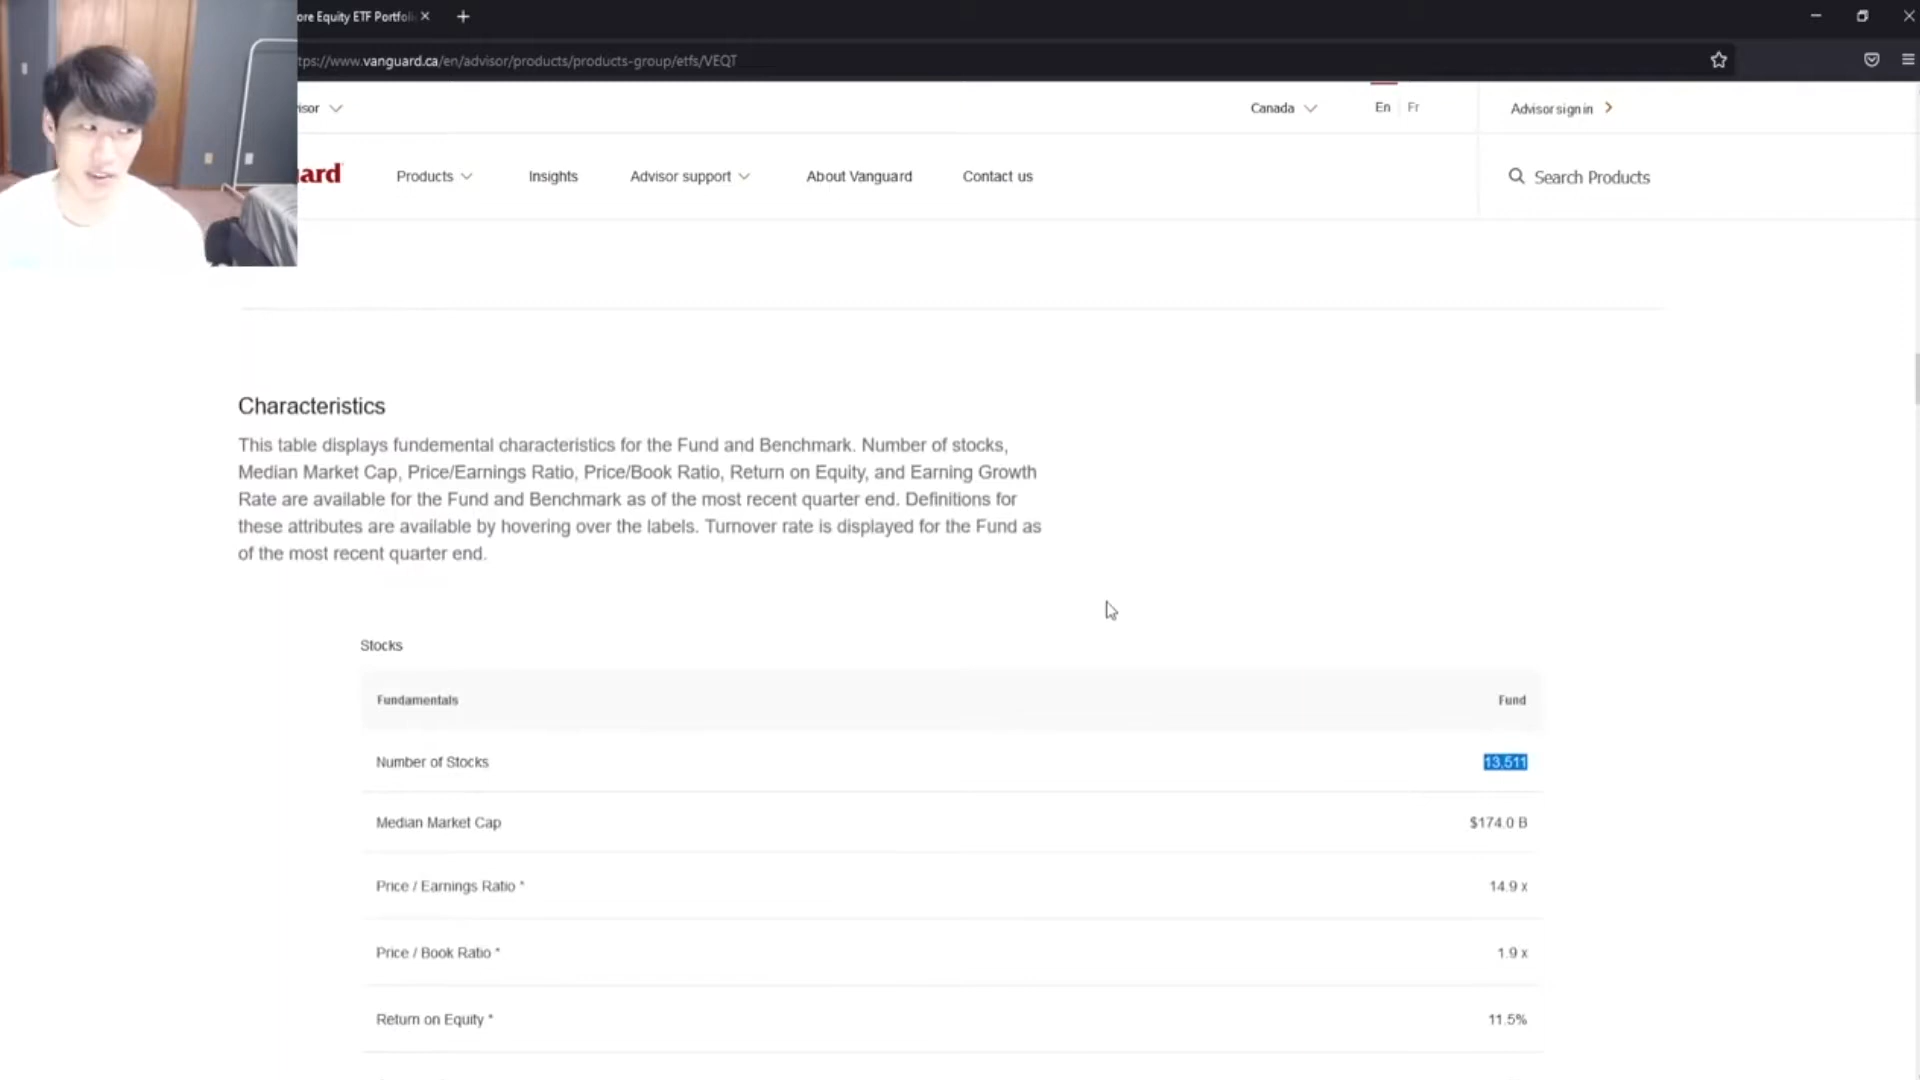 ore Equity ETF Portfoli
tps://www.vanguard.ca/en/advisor/products/products-group/etfs/VEQT
isor
Canada
En | Fr
Advisor sign in
ard
Products
Insights
Advisor support
About Vanguard
Contact us
Search Products
Characteristics
This table displays fundemental characteristics for the Fund and Benchmark. Number of stocks,
Median Market Cap, Price/Earnings Ratio, Price/Book Ratio, Return on Equity, and Earning Growth
Rate are available for the Fund and Benchmark as of the most recent quarter end. Definitions for
these attributes are available by hovering over the labels. Turnover rate is displayed for the Fund as
of the most recent quarter end.
Stocks
Fundamentals Fund
Number of Stocks 13,511
Median Market Cap $174.0 B
Price / Earnings Ratio * 14.9 x
Price / Book Ratio * 1.9 x
Return on Equity * 11.5%